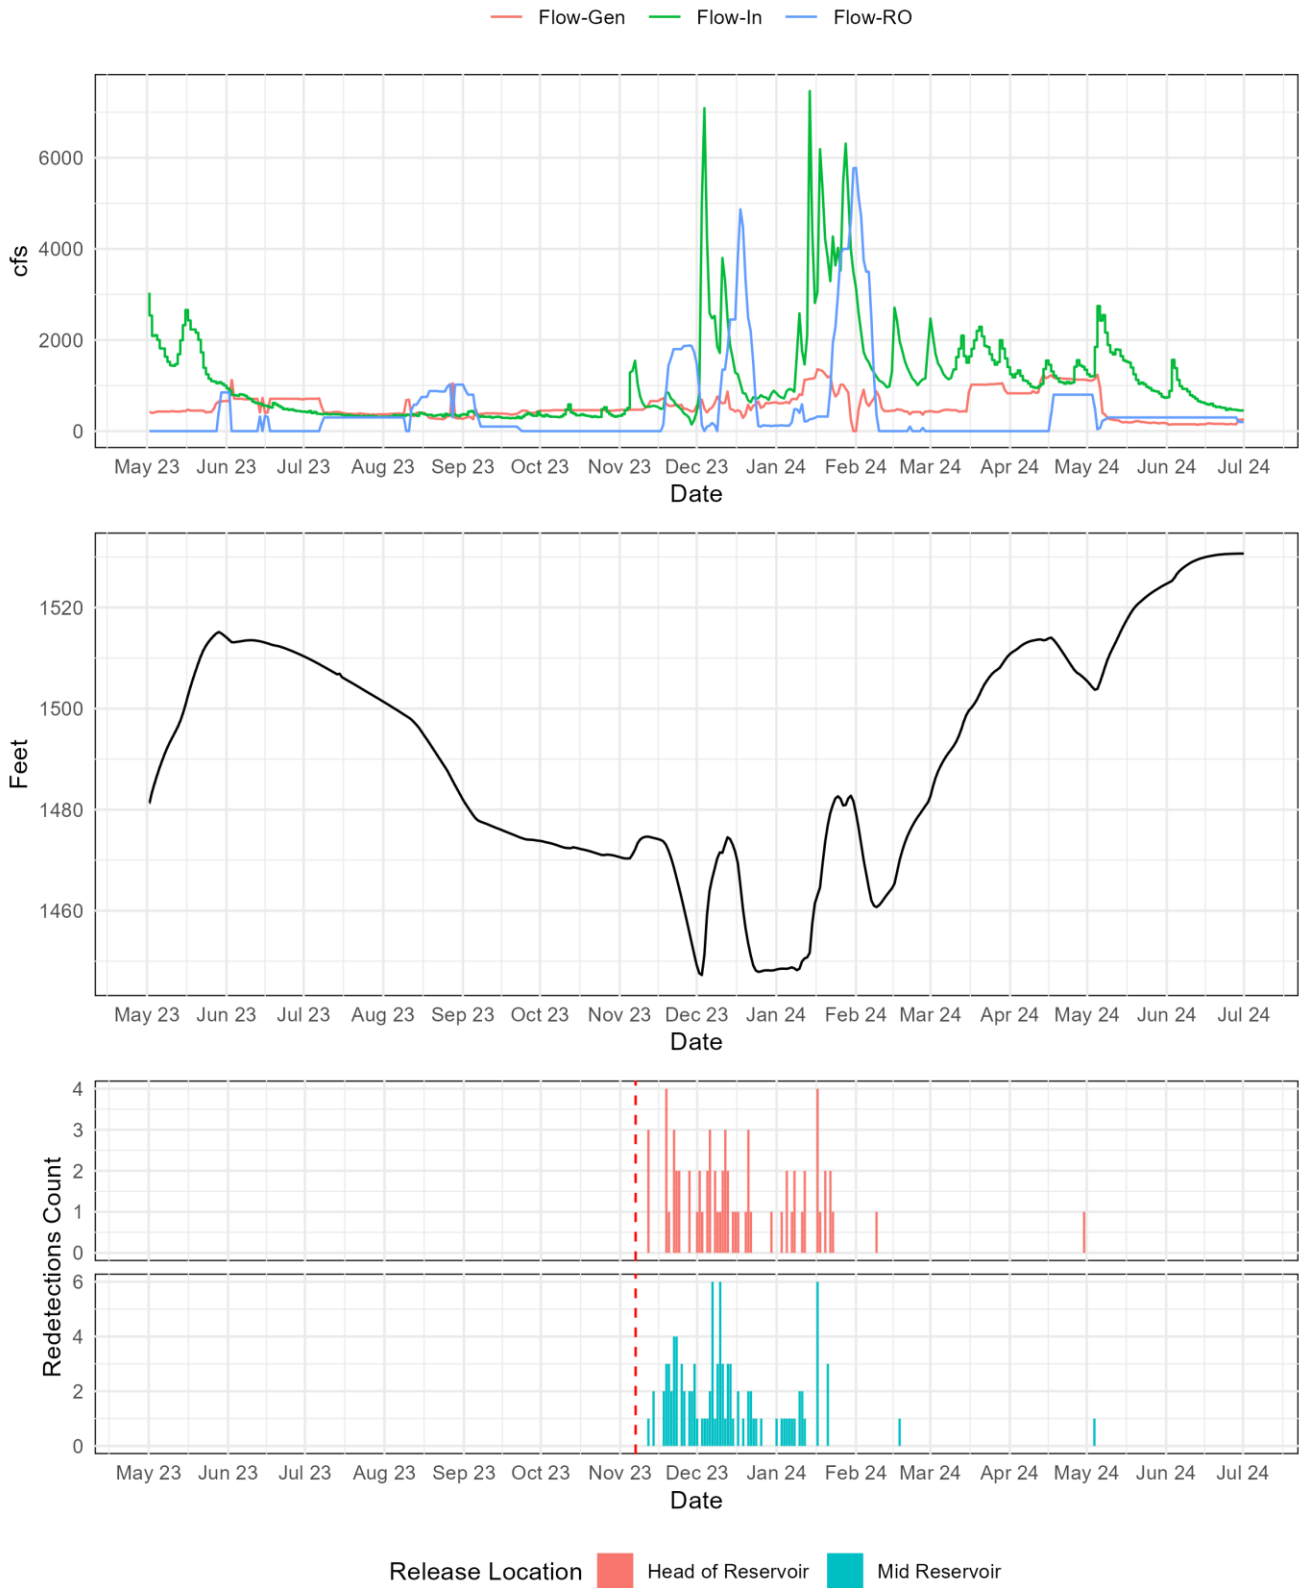 Flow-Gen Flow-In Flow-RO
6000
4000
2000
0
cfs
May 23 Jun 23 Jul 23 Aug 23 Sep 23 Oct 23 Nov 23 Dec 23 Jan 24 Feb 24 Mar 24 Apr 24 May 24 Jun 24 Jul 24
Date
1520
1500
1480
1460
Feet
May 23 Jun 23 Jul 23 Aug 23 Sep 23 Oct 23 Nov 23 Dec 23 Jan 24 Feb 24 Mar 24 Apr 24 May 24 Jun 24 Jul 24
Date
4
3
2
1
0
Redetections Count
6
4
2
0
May 23 Jun 23 Jul 23 Aug 23 Sep 23 Oct 23 Nov 23 Dec 23 Jan 24 Feb 24 Mar 24 Apr 24 May 24 Jun 24 Jul 24
Date
Release Location Head of Reservoir Mid Reservoir